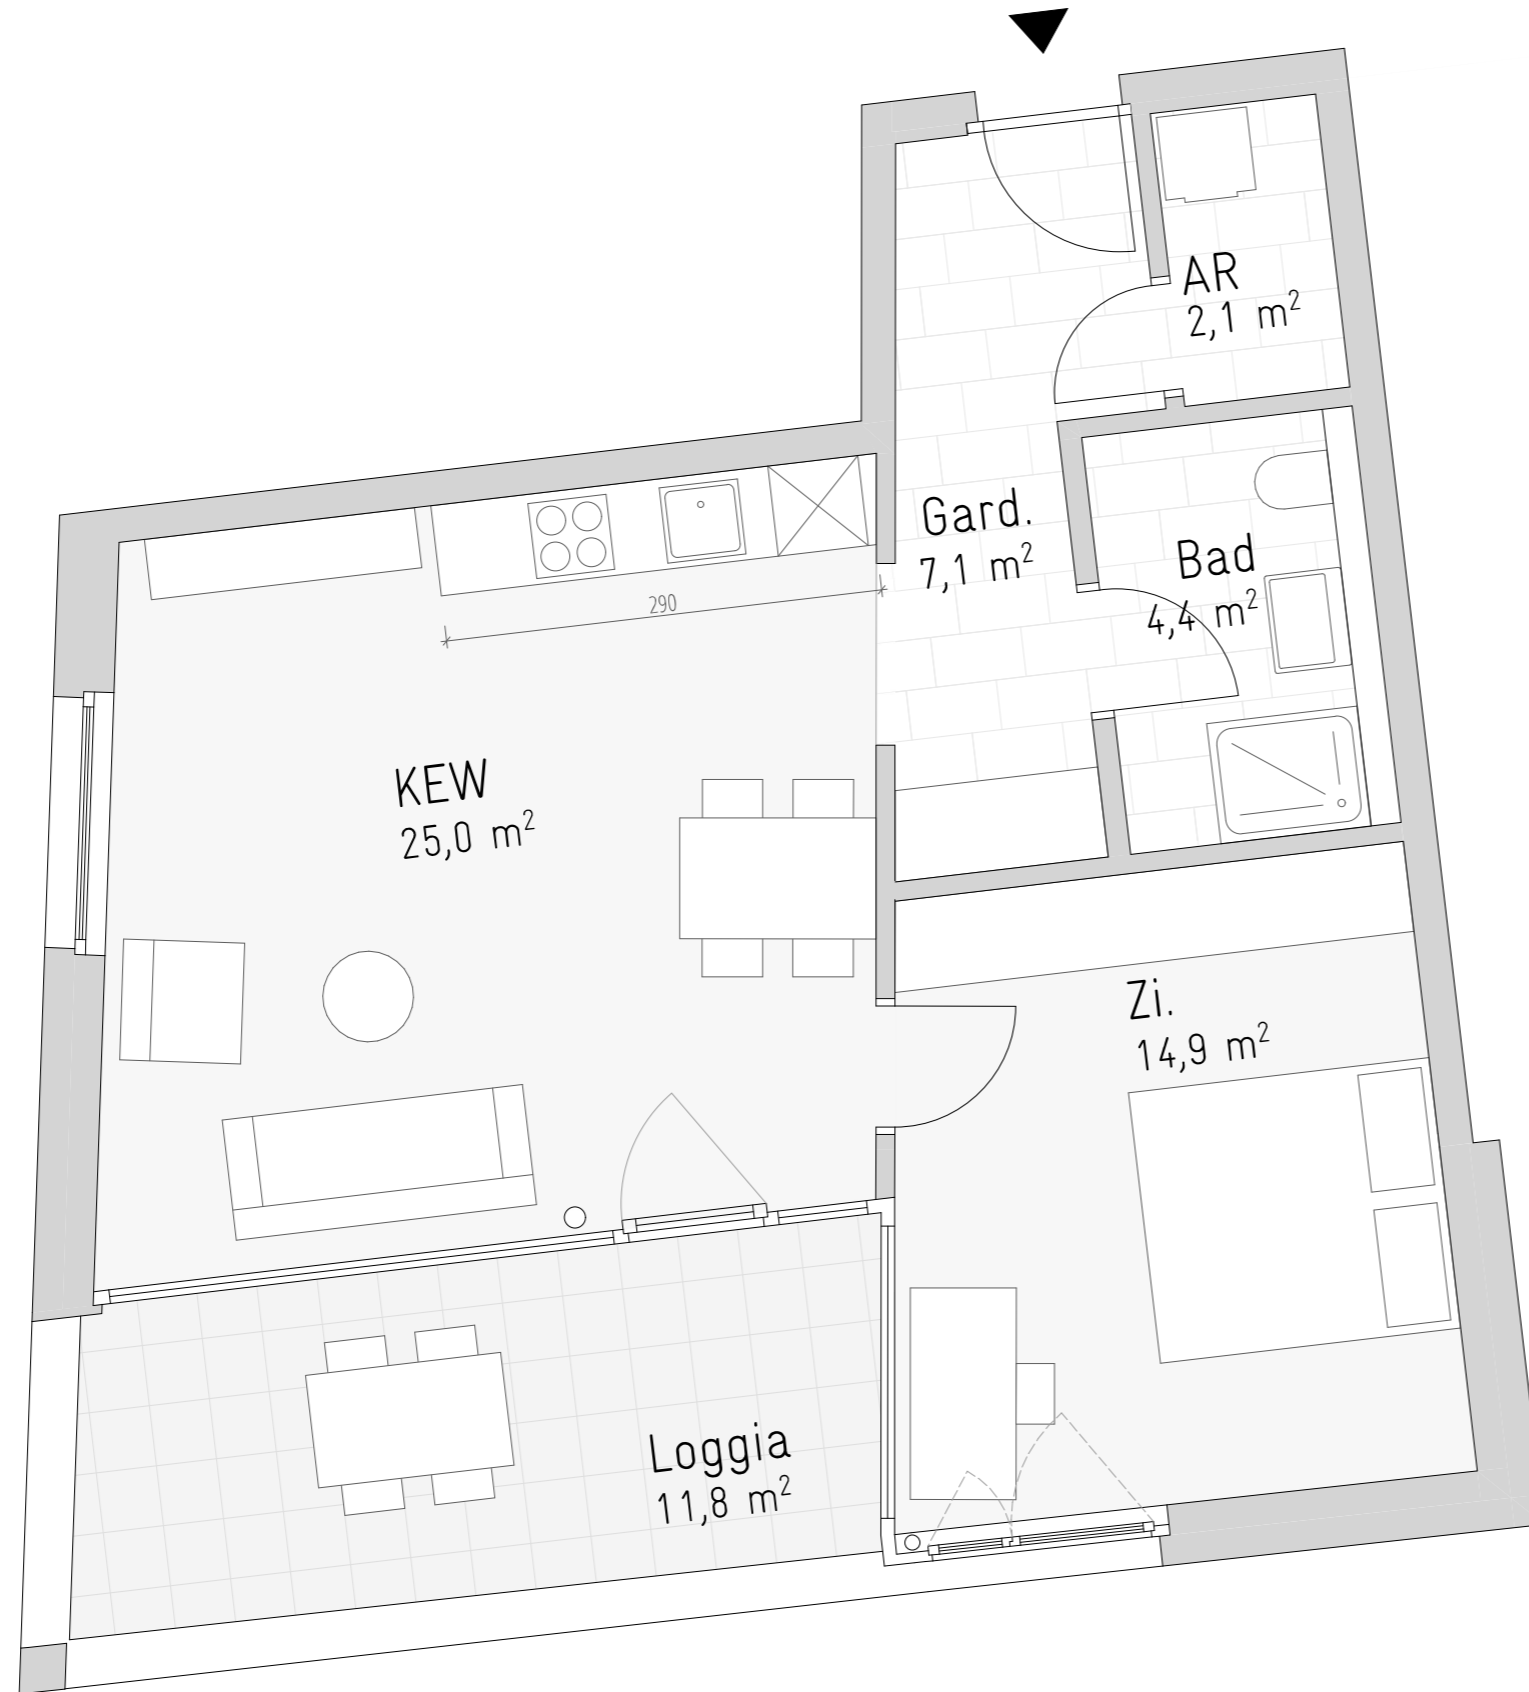 AR
2,1 m²
Gard.
7,1 m²
Bad
4,4 m²
290
KEW
25,0 m²
Zi.
14,9 m²
Loggia
11,8 m²